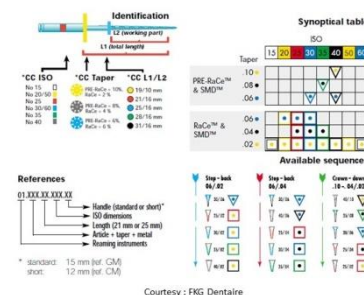 Identification
L2 (working part)
L1 (total length)
°CC ISO
°CC Taper
°CC L1/L2
No 15
No 20/50
No 25
No 30/60
No 35
No 40
PRE-RaCe = 10%,
RaCe = 2%
PRE-RaCe = 8%,
RaCe = 4%
PRE-RaCe = 6%,
RaCe = 6%
19/10 mm
21/16 mm
25/16 mm
28/16 mm
31/16 mm
References
01.XXX.XX.XXX.XX
Handle (standard or short)*
ISO dimensions
Length (21 mm or 25 mm)
Article + taper + metal
Reaming instruments
* standard: 15 mm (ref. GM)
short: 12 mm (ref. CM)
Synoptical table
ISO
Taper
15 20 25 30 35 40 50 60
PRE-RaCe™
& SMD™
.10
.08
.06
RaCe™ &
SMD™
.06
.04
.02
Available sequence
Step - back
06/.02
Step - back
.06/.04
Crown - down
.10 -.04/.02
Courtesy : FKG Dentaire